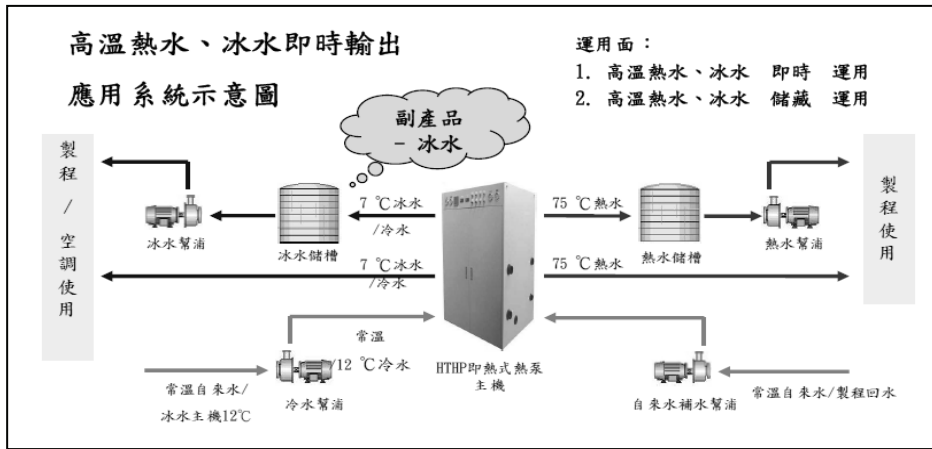 高溫熱水、冰水即時輸出
應用系統示意圖
運用面：
1. 高溫熱水、冰水 即時 運用
2. 高溫熱水、冰水 儲藏 運用
副產品
– 冰水
製程 / 空調使用
冰水幫浦
冰水儲槽
7 ℃冰水
/冷水
75 ℃熱水
熱水儲槽
熱水幫浦
製程使用
7 ℃冰水
/冷水
75 ℃熱水
常溫
/12 ℃冷水
HTHP即熱式熱泵
主機
常溫自來水/
冰水主機12℃
冷水幫浦
自來水補水幫浦
常溫自來水/製程回水